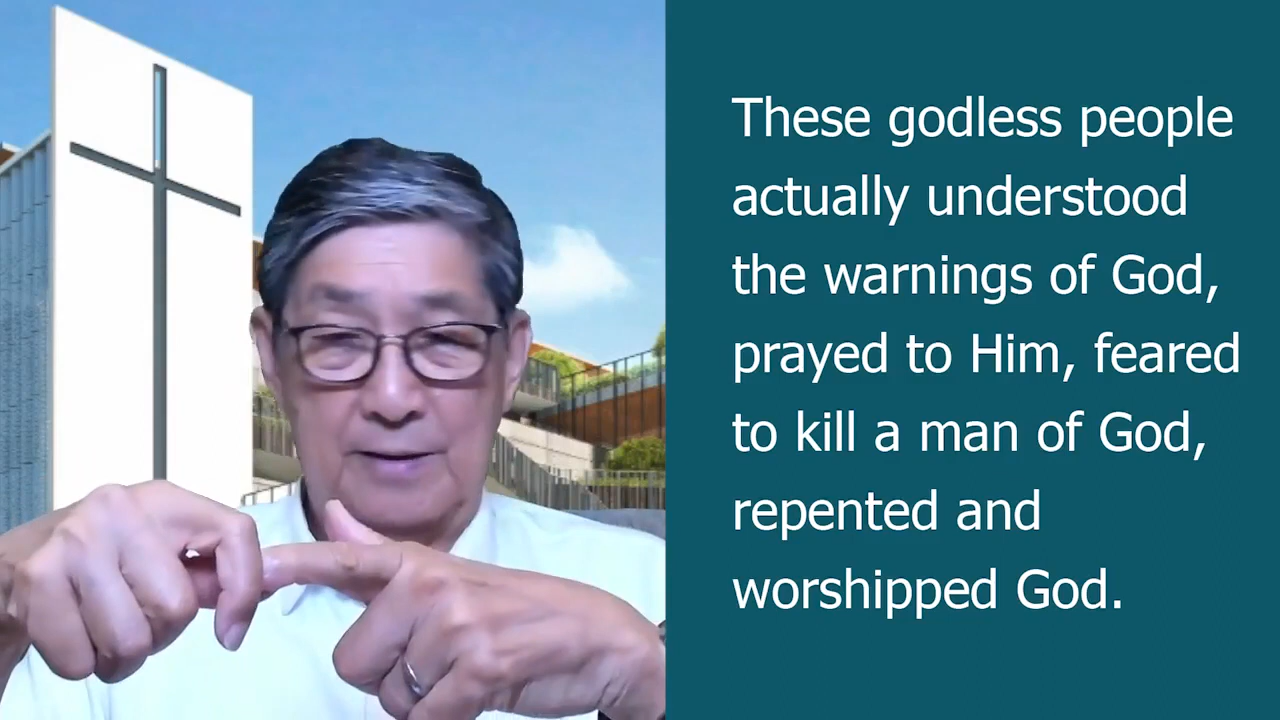 These godless people
actually understood
the warnings of God,
prayed to Him, feared
to kill a man of God,
repented and
worshipped God.